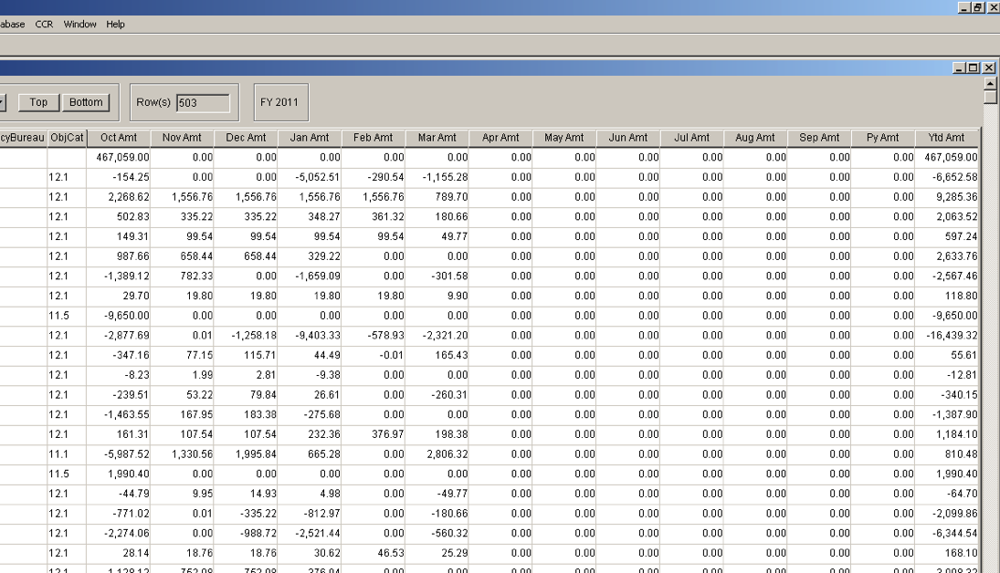 abase CCR Window Help
Top Bottom Row(s) 503 FY 2011
cyBureau ObjCat Oct Amt Nov Amt Dec Amt Jan Amt Feb Amt Mar Amt Apr Amt May Amt Jun Amt Jul Amt Aug Amt Sep Amt Py Amt Ytd Amt
467,059.00 0.00 0.00 0.00 0.00 0.00 0.00 0.00 0.00 0.00 0.00 0.00 0.00 467,059.00
12.1 -154.25 0.00 0.00 -5,052.51 -290.54 -1,155.28 0.00 0.00 0.00 0.00 0.00 0.00 0.00 -6,652.58
12.1 2,268.62 1,556.76 1,556.76 1,556.76 1,556.76 789.70 0.00 0.00 0.00 0.00 0.00 0.00 0.00 9,285.36
12.1 502.83 335.22 335.22 348.27 361.32 180.66 0.00 0.00 0.00 0.00 0.00 0.00 0.00 2,063.52
12.1 149.31 99.54 99.54 99.54 99.54 49.77 0.00 0.00 0.00 0.00 0.00 0.00 0.00 597.24
12.1 987.66 658.44 658.44 329.22 0.00 0.00 0.00 0.00 0.00 0.00 0.00 0.00 0.00 2,633.76
12.1 -1,389.12 782.33 0.00 -1,659.09 0.00 -301.58 0.00 0.00 0.00 0.00 0.00 0.00 0.00 -2,567.46
12.1 29.70 19.80 19.80 19.80 19.80 9.90 0.00 0.00 0.00 0.00 0.00 0.00 0.00 118.80
11.5 -9,650.00 0.00 0.00 0.00 0.00 0.00 0.00 0.00 0.00 0.00 0.00 0.00 0.00 -9,650.00
12.1 -2,877.69 0.01 -1,258.18 -9,403.33 -578.93 -2,321.20 0.00 0.00 0.00 0.00 0.00 0.00 0.00 -16,439.32
12.1 -347.16 77.15 115.71 44.49 -0.01 165.43 0.00 0.00 0.00 0.00 0.00 0.00 0.00 55.61
12.1 -8.23 1.99 2.81 -9.38 0.00 0.00 0.00 0.00 0.00 0.00 0.00 0.00 0.00 -12.81
12.1 -239.51 53.22 79.84 26.61 0.00 -260.31 0.00 0.00 0.00 0.00 0.00 0.00 0.00 -340.15
12.1 -1,463.55 167.95 183.38 -275.68 0.00 0.00 0.00 0.00 0.00 0.00 0.00 0.00 0.00 -1,387.90
12.1 161.31 107.54 107.54 232.36 376.97 198.38 0.00 0.00 0.00 0.00 0.00 0.00 0.00 1,184.10
11.1 -5,987.52 1,330.56 1,995.84 665.28 0.00 2,806.32 0.00 0.00 0.00 0.00 0.00 0.00 0.00 810.48
11.5 1,990.40 0.00 0.00 0.00 0.00 0.00 0.00 0.00 0.00 0.00 0.00 0.00 0.00 1,990.40
12.1 -44.79 9.95 14.93 4.98 0.00 -49.77 0.00 0.00 0.00 0.00 0.00 0.00 0.00 -64.70
12.1 -771.02 0.01 -335.22 -812.97 0.00 -180.66 0.00 0.00 0.00 0.00 0.00 0.00 0.00 -2,099.86
12.1 -2,274.06 0.00 -988.72 -2,521.44 0.00 -560.32 0.00 0.00 0.00 0.00 0.00 0.00 0.00 -6,344.54
12.1 28.14 18.76 18.76 30.62 46.53 25.29 0.00 0.00 0.00 0.00 0.00 0.00 0.00 168.10
12.1 1,128.12 752.08 752.08 376.04 0.00 0.00 0.00 0.00 0.00 0.00 0.00 0.00 0.00 3,008.32